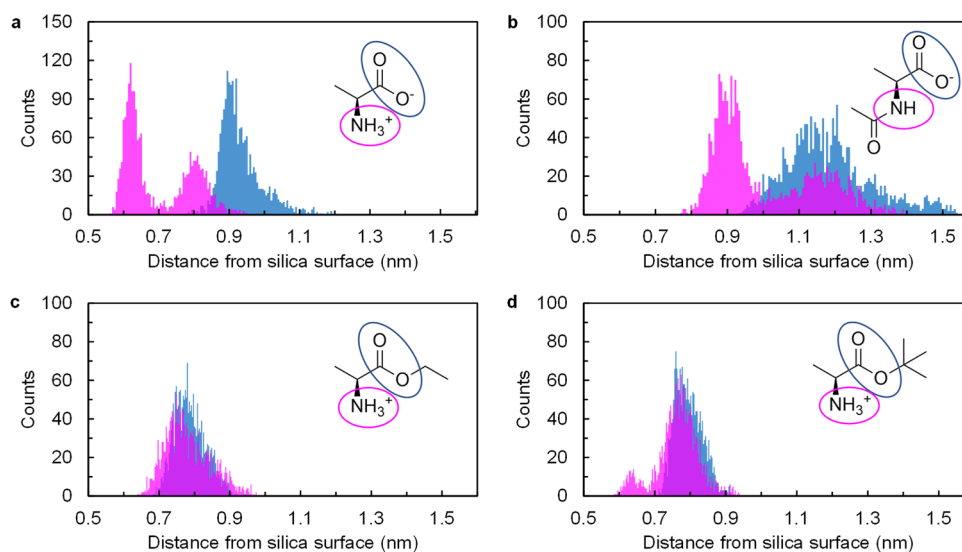 a
150
120
90
60
30
0
Counts
O
O-
NH3+
0.5 0.7 0.9 1.1 1.3 1.5
Distance from silica surface (nm)
b
100
80
60
40
20
0
Counts
O
O-
NH
O
0.5 0.7 0.9 1.1 1.3 1.5
Distance from silica surface (nm)
c
100
80
60
40
20
0
Counts
O
O
NH3+
0.5 0.7 0.9 1.1 1.3 1.5
Distance from silica surface (nm)
d
100
80
60
40
20
0
Counts
O
O
NH3+
0.5 0.7 0.9 1.1 1.3 1.5
Distance from silica surface (nm)